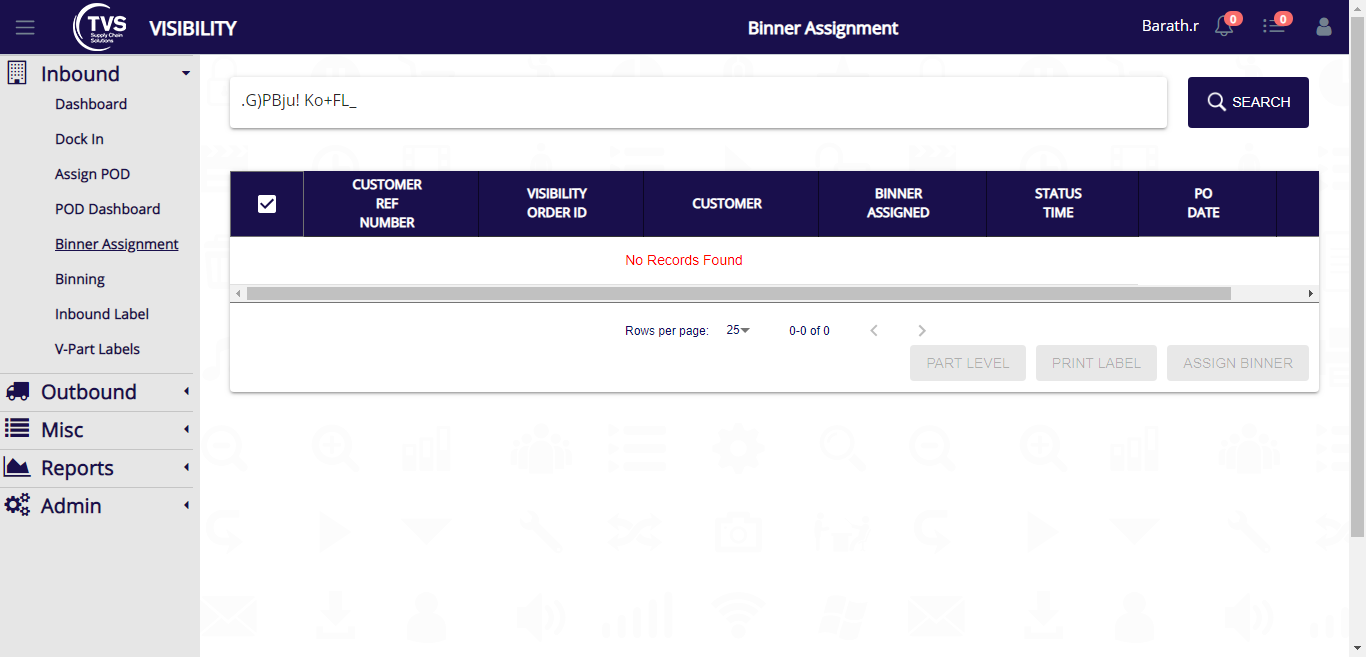 TVS
Supply Chain
Solutions
VISIBILITY
Binner Assignment
Barath.r
0
0
Inbound
Dashboard
Dock In
Assign POD
POD Dashboard
Binner Assignment
Binning
Inbound Label
V-Part Labels
Outbound
Misc
Reports
Admin
.G)PBju! Ko+FL_
SEARCH
CUSTOMER
REF
NUMBER
VISIBILITY
ORDER ID
CUSTOMER
BINNER
ASSIGNED
STATUS
TIME
PO
DATE
No Records Found
Rows per page: 25 0-0 of 0
PART LEVEL PRINT LABEL ASSIGN BINNER